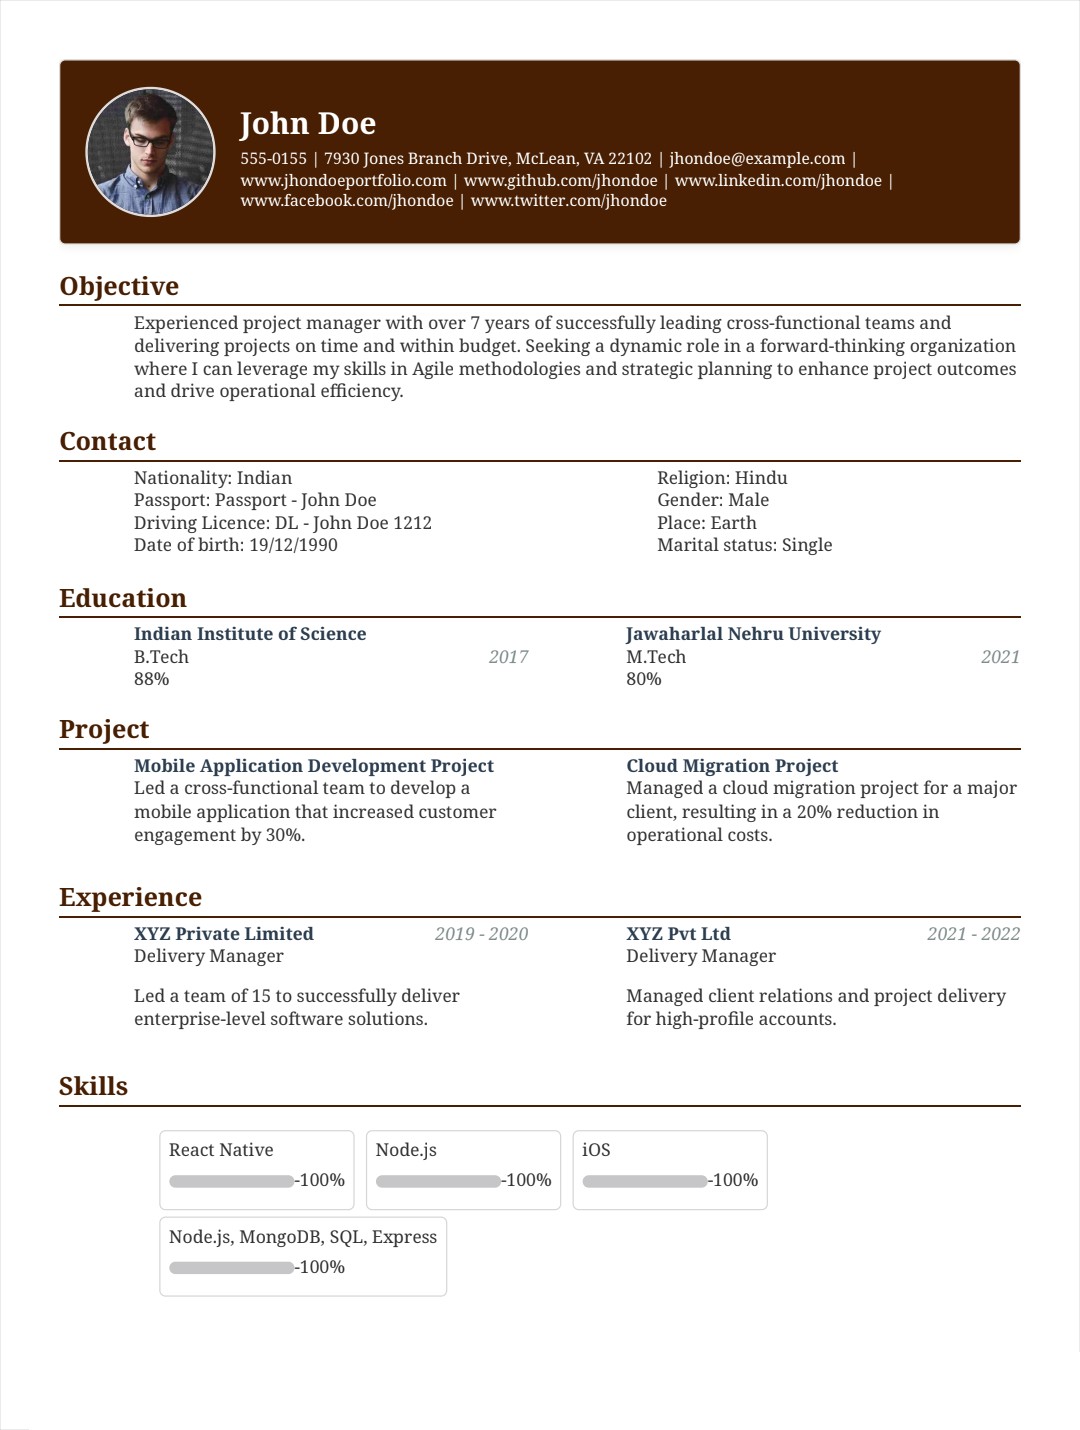 John Doe
555-0155 | 7930 Jones Branch Drive, McLean, VA 22102 | jhondoe@example.com |
www.jhondoeportfolio.com | www.github.com/jhondoe | www.linkedin.com/jhondoe |
www.facebook.com/jhondoe | www.twitter.com/jhondoe
Objective
Experienced project manager with over 7 years of successfully leading cross-functional teams and
delivering projects on time and within budget. Seeking a dynamic role in a forward-thinking organization
where I can leverage my skills in Agile methodologies and strategic planning to enhance project outcomes
and drive operational efficiency.
Contact
Nationality: Indian
Passport: Passport - John Doe
Driving Licence: DL - John Doe 1212
Date of birth: 19/12/1990
Religion: Hindu
Gender: Male
Place: Earth
Marital status: Single
Education
Indian Institute of Science
B.Tech 2017
88%
Jawaharlal Nehru University
M.Tech 2021
80%
Project
Mobile Application Development Project
Led a cross-functional team to develop a
mobile application that increased customer
engagement by 30%.
Cloud Migration Project
Managed a cloud migration project for a major
client, resulting in a 20% reduction in
operational costs.
Experience
XYZ Private Limited 2019 - 2020
Delivery Manager
Led a team of 15 to successfully deliver
enterprise-level software solutions.
XYZ Pvt Ltd 2021 - 2022
Delivery Manager
Managed client relations and project delivery
for high-profile accounts.
Skills
React Native
-100%
Node.js
-100%
iOS
-100%
Node.js, MongoDB, SQL, Express
-100%